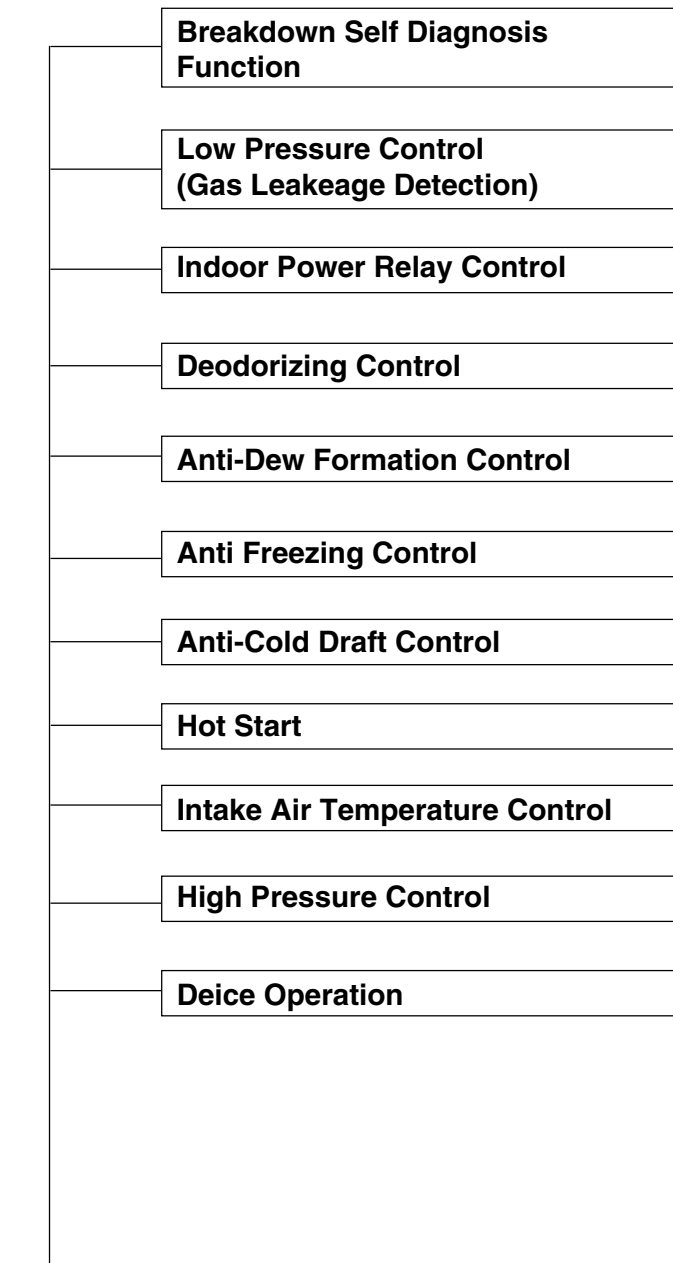 Breakdown Self Diagnosis
Function
Low Pressure Control
(Gas Leakeage Detection)
Indoor Power Relay Control
Deodorizing Control
Anti-Dew Formation Control
Anti Freezing Control
Anti-Cold Draft Control
Hot Start
Intake Air Temperature Control
High Pressure Control
Deice Operation